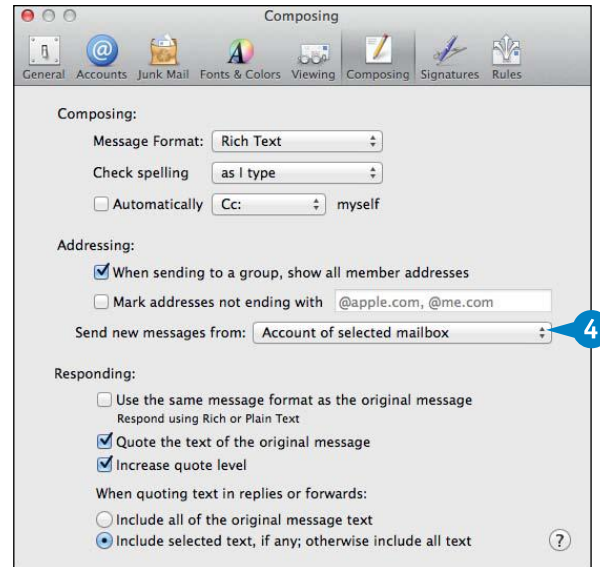 Composing
General Accounts Junk Mail Fonts & Colors Viewing Composing Signatures Rules
Composing:
Message Format: Rich Text
Check spelling as I type
Automatically Cc: myself
Addressing:
When sending to a group, show all member addresses
Mark addresses not ending with @apple.com, @me.com
Send new messages from: Account of selected mailbox 4
Responding:
Use the same message format as the original message
Respond using Rich or Plain Text
Quote the text of the original message
Increase quote level
When quoting text in replies or forwards:
Include all of the original message text
Include selected text, if any; otherwise include all text ?